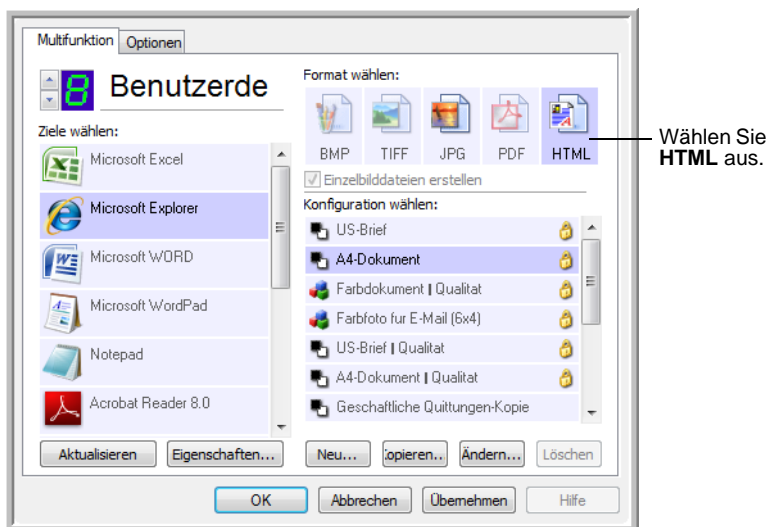 Multifunktion Optionen
8 Benutzerde
Ziele wählen:
Microsoft Excel
Microsoft Explorer
Microsoft WORD
Microsoft WordPad
Notepad
Acrobat Reader 8.0
Aktualisieren Eigenschaften...
Format wählen:
BMP TIFF JPG PDF HTML
Einzelbilddateien erstellen
Konfiguration wählen:
US-Brief
A4-Dokument
Farbdokument | Qualitat
Farbfoto fur E-Mail (6x4)
US-Brief | Qualitat
A4-Dokument | Qualitat
Geschaftliche Quittungen-Kopie
Neu... :opieren.. Ändern... Löschen
OK Abbrechen Übernehmen Hilfe
Wählen Sie
HTML aus.